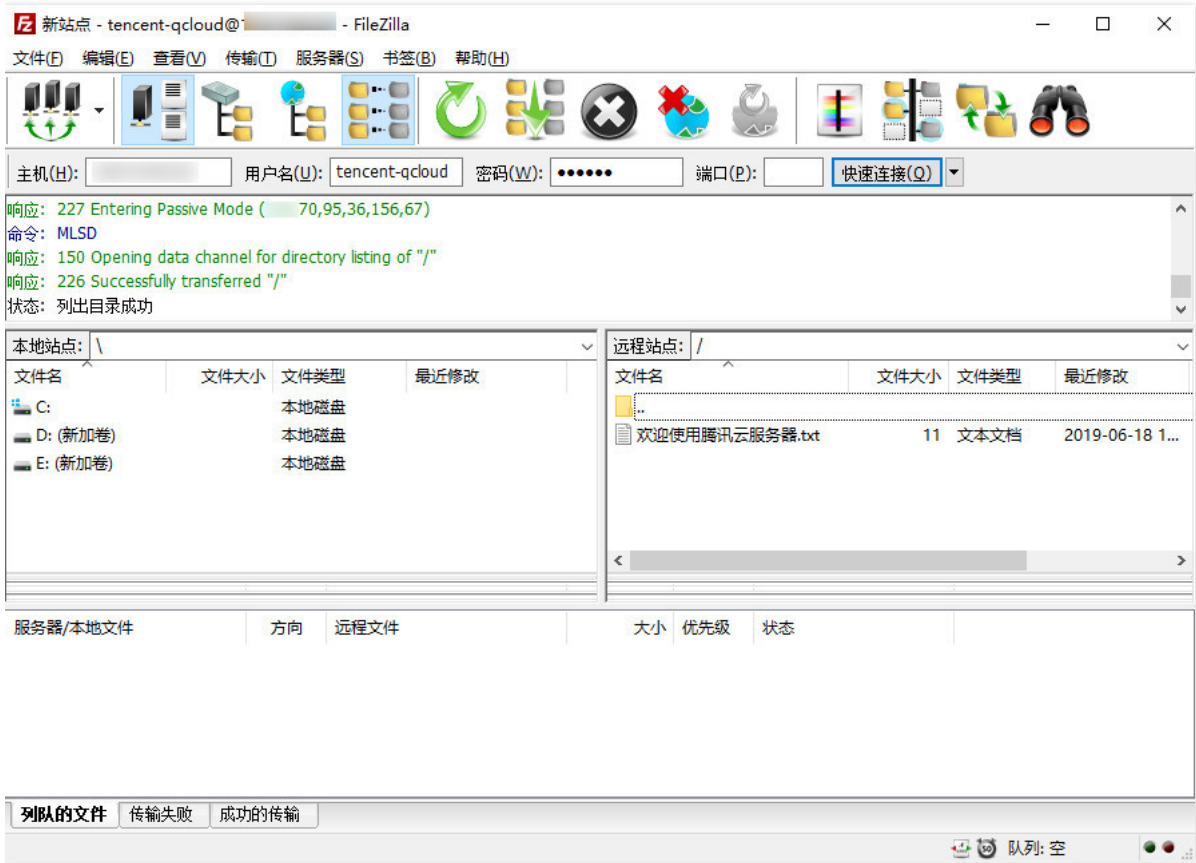 新站点 - tencent-qcloud@ - FileZilla
文件(F) 编辑(E) 查看(V) 传输(T) 服务器(S) 书签(B) 帮助(H)
主机(H): 用户名(U): tencent-qcloud 密码(W): ●●●●●● 端口(P): 快速连接(Q)
响应: 227 Entering Passive Mode ( 70,95,36,156,67)
命令: MLSD
响应: 150 Opening data channel for directory listing of "/"
响应: 226 Successfully transferred "/"
状态: 列出目录成功
本地站点: \
文件名 文件大小 文件类型 最近修改
C: 本地磁盘
D: (新加卷) 本地磁盘
E: (新加卷) 本地磁盘
远程站点: /
文件名 文件大小 文件类型 最近修改
..
欢迎使用腾讯云服务器.txt 11 文本文档 2019-06-18 1...
服务器/本地文件 方向 远程文件 大小 优先级 状态
列队的文件 传输失败 成功的传输
队列: 空